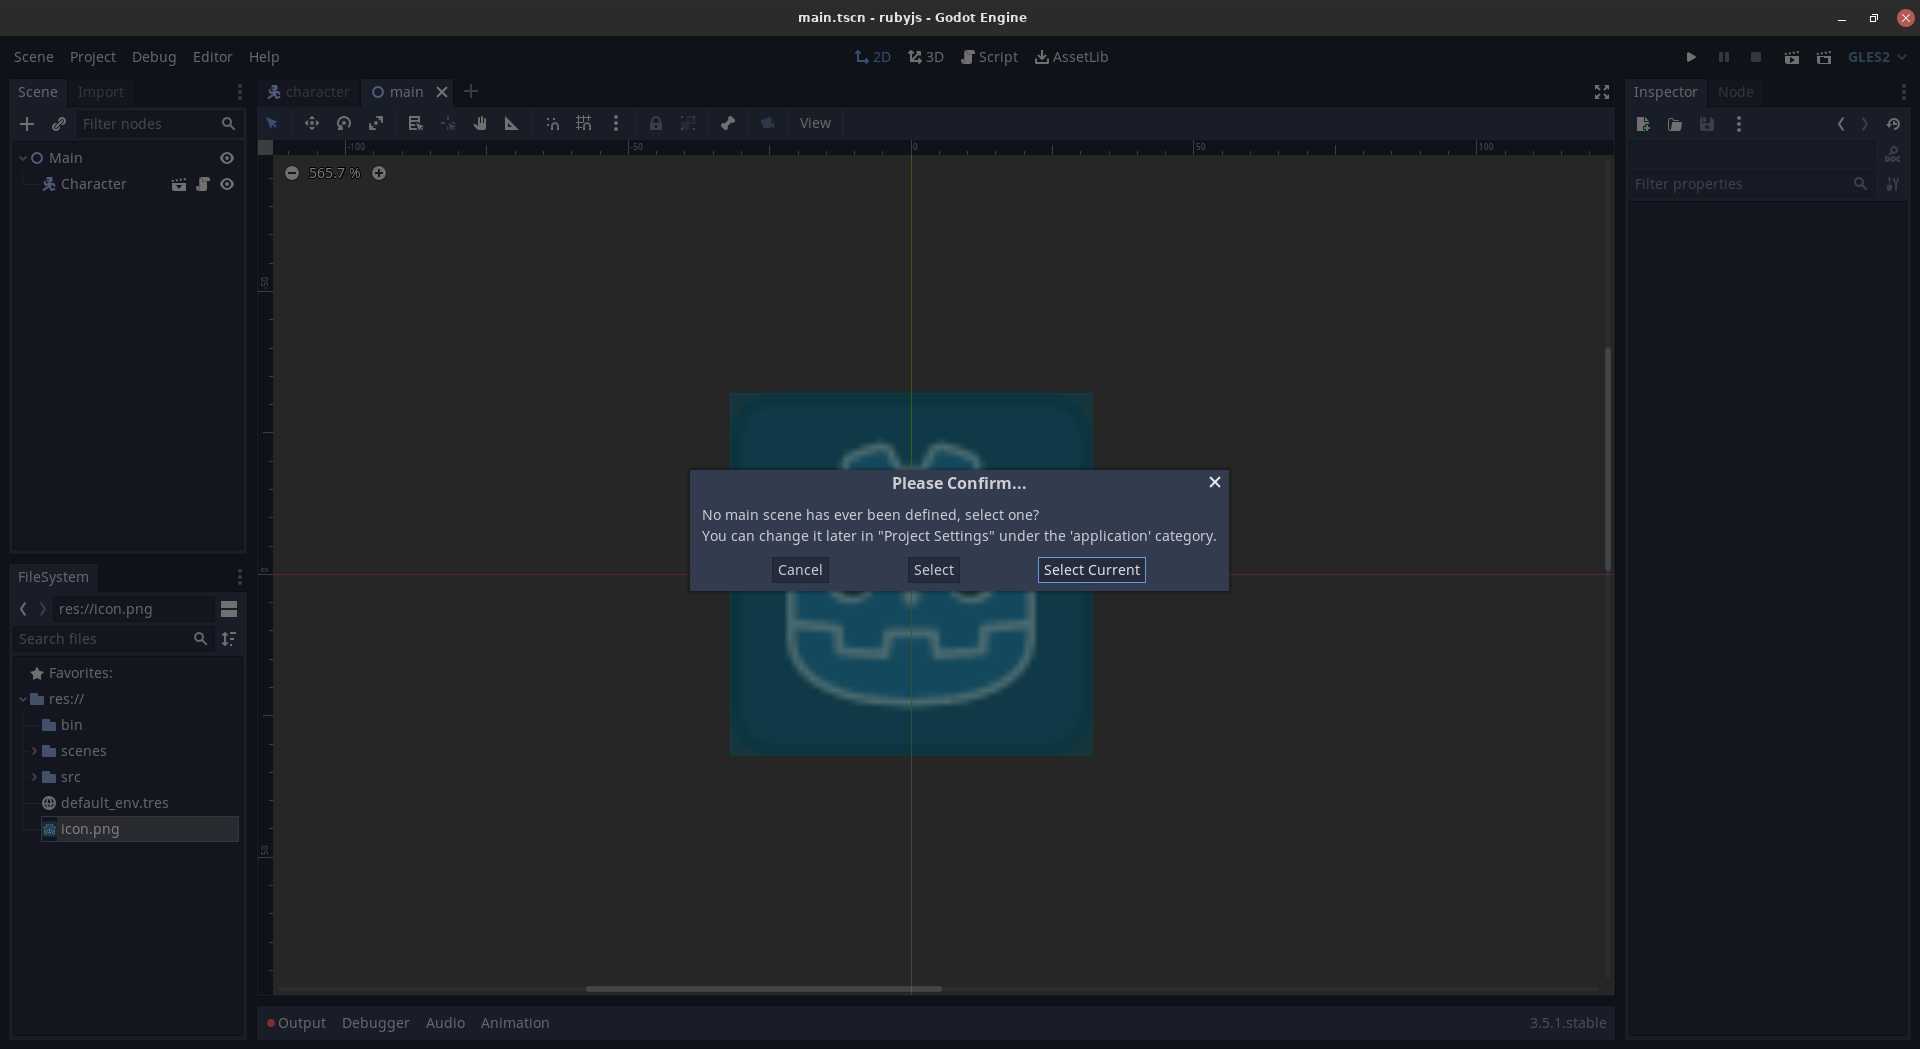 main.tscn - rubyjs - Godot Engine
Scene Project Debug Editor Help
2D 3D Script AssetLib
GLES2
Scene Import
character main
Inspector Node
Filter nodes
View
Main
Character
-100 -50 0 50 100
565.7 %
DOC
Filter properties
-50
0
50
Please Confirm...
No main scene has ever been defined, select one?
You can change it later in "Project Settings" under the 'application' category.
Cancel Select Select Current
FileSystem
res://icon.png
Search files
Favorites:
res://
bin
scenes
src
default_env.tres
icon.png
Output Debugger Audio Animation
3.5.1.stable